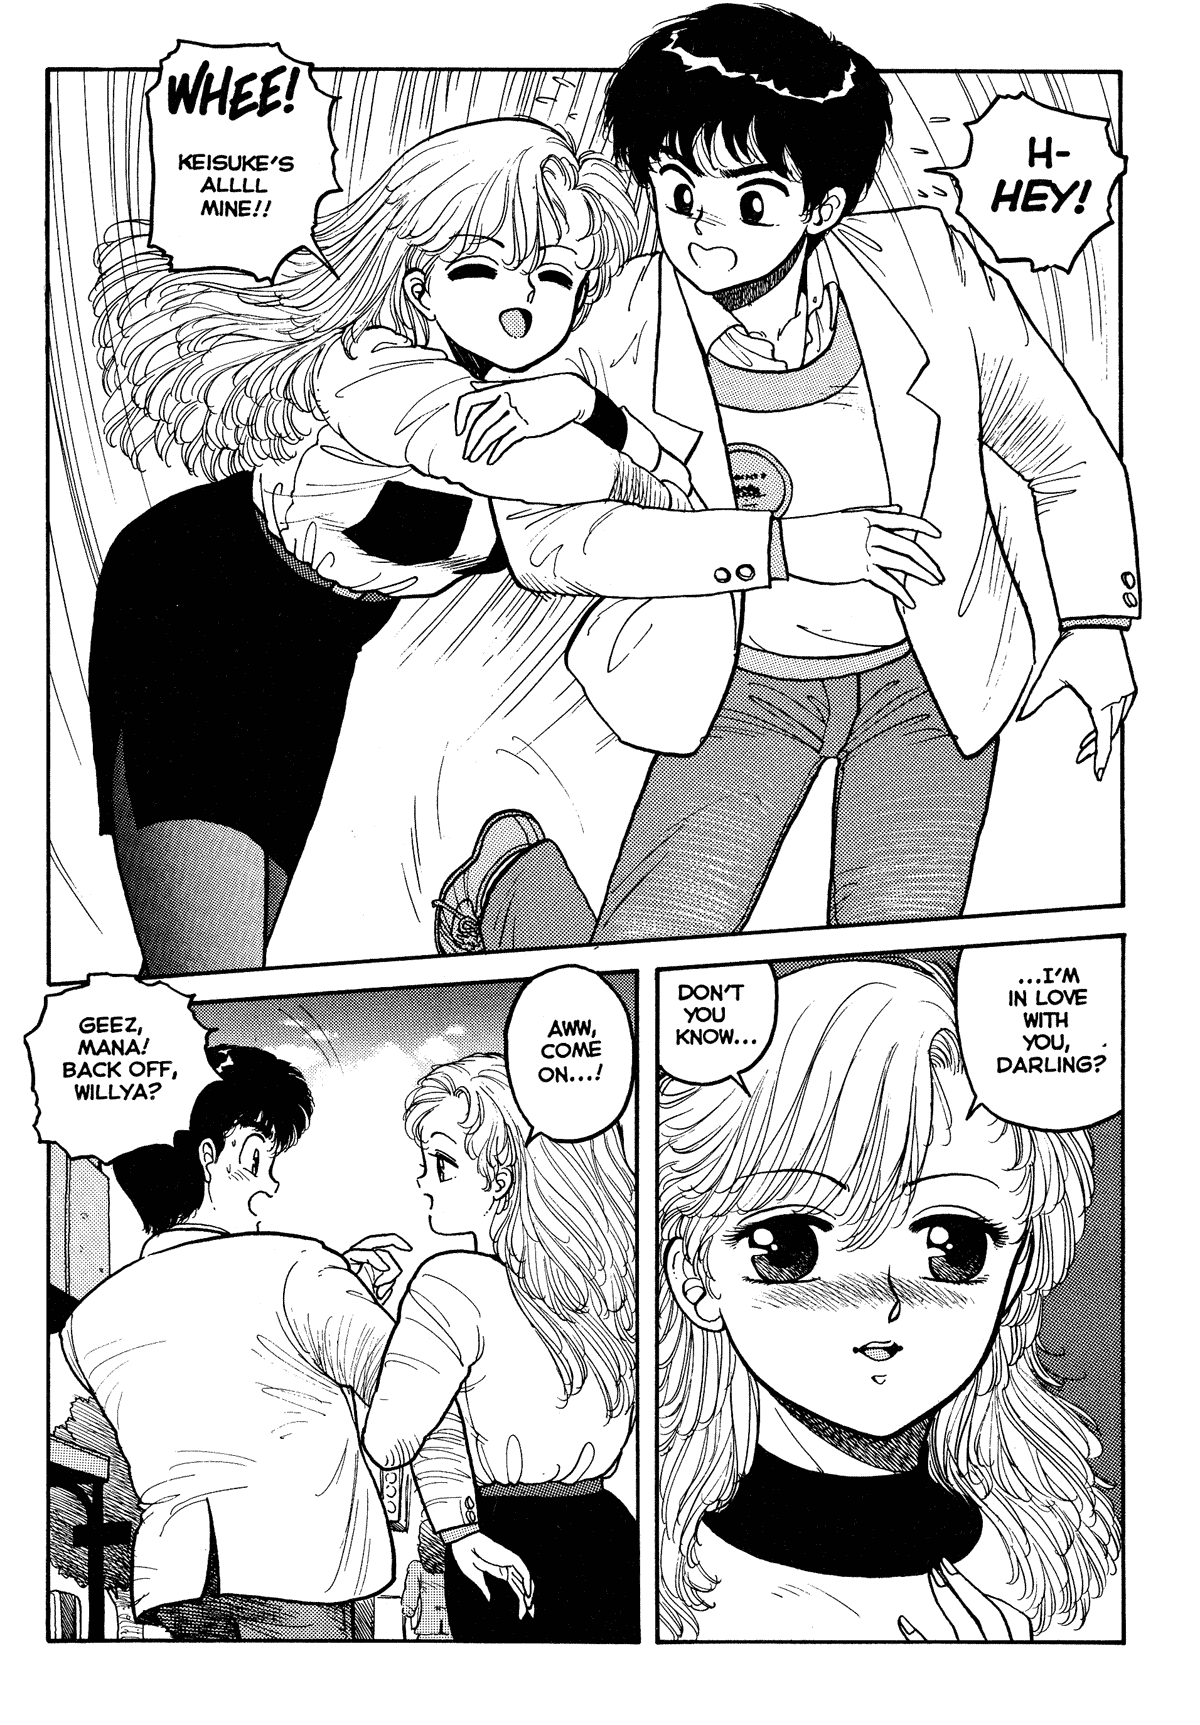 WHEE!
KEISUKE'S
ALLLL
MINE!!
H-
HEY!
GEEZ,
MANA!
BACK OFF,
WILLYA?
AWW,
COME
ON...!
DON'T
YOU
KNOW...
...I'M
IN LOVE
WITH
YOU,
DARLING?